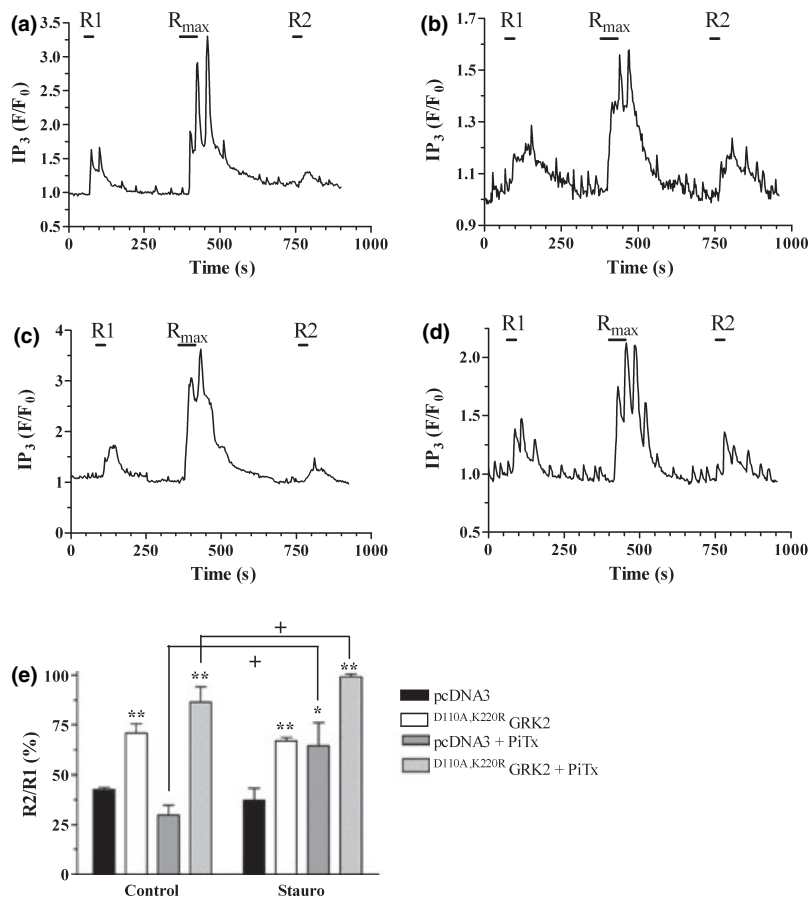 (a)
R1 Rmax R2
3.5
3.0
2.5
2.0
1.5
1.0
0.5
IP3 (F/F0)
0 250 500 750 1000
Time (s)
(b)
R1 Rmax R2
1.7
1.5
1.3
1.1
0.9
IP3 (F/F0)
0 250 500 750 1000
Time (s)
(c)
R1 Rmax R2
4
3
2
1
0
IP3 (F/F0)
0 250 500 750 1000
Time (s)
(d)
R1 Rmax R2
2.0
1.5
1.0
0.5
IP3 (F/F0)
0 250 500 750 1000
Time (s)
(e)
+
+
100
75
50
25
0
R2/R1 (%)
** ** ** * **
Control Stauro
pcDNA3
D110A,K220R GRK2
pcDNA3 + PiTx
D110A,K220R GRK2 + PiTx